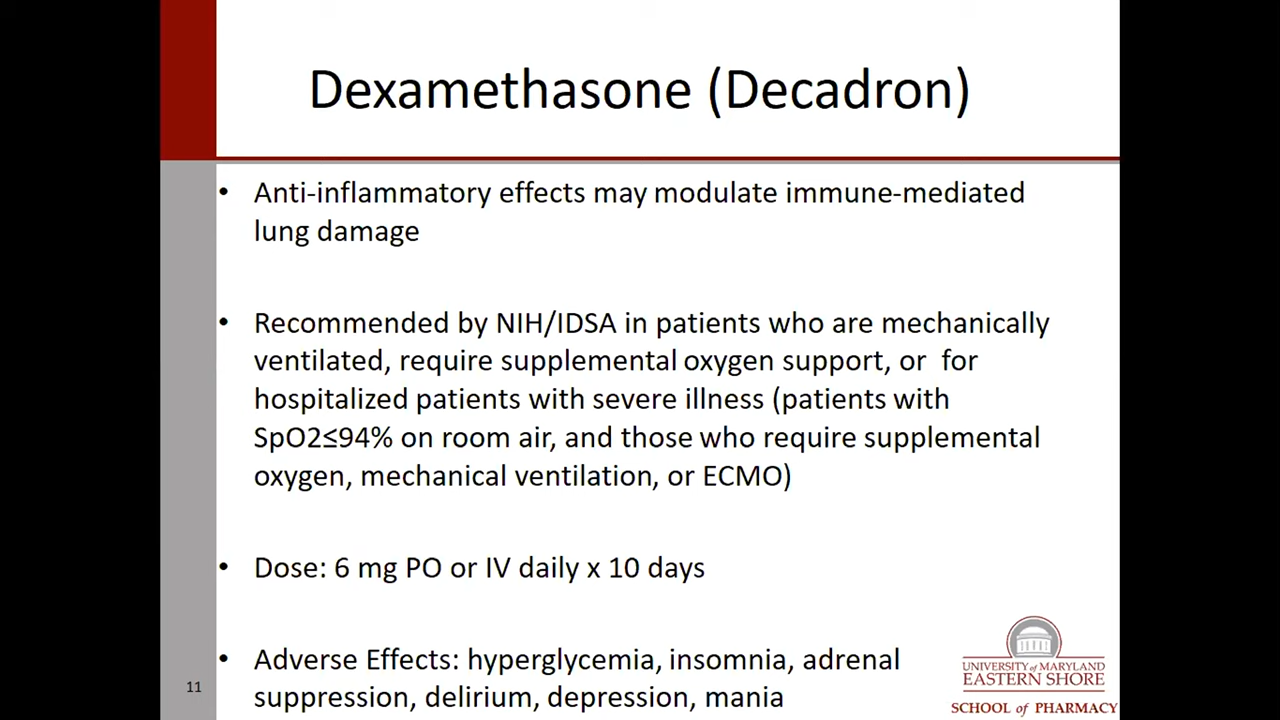 Dexamethasone (Decadron)
• Anti-inflammatory effects may modulate immune-mediated
lung damage
• Recommended by NIH/IDSA in patients who are mechanically
ventilated, require supplemental oxygen support, or  for
hospitalized patients with severe illness (patients with
SpO2≤94% on room air, and those who require supplemental
oxygen, mechanical ventilation, or ECMO)
• Dose: 6 mg PO or IV daily x 10 days
• Adverse Effects: hyperglycemia, insomnia, adrenal
suppression, delirium, depression, mania
11
UNIVERSITY of MARYLAND
EASTERN SHORE
SCHOOL of PHARMACY